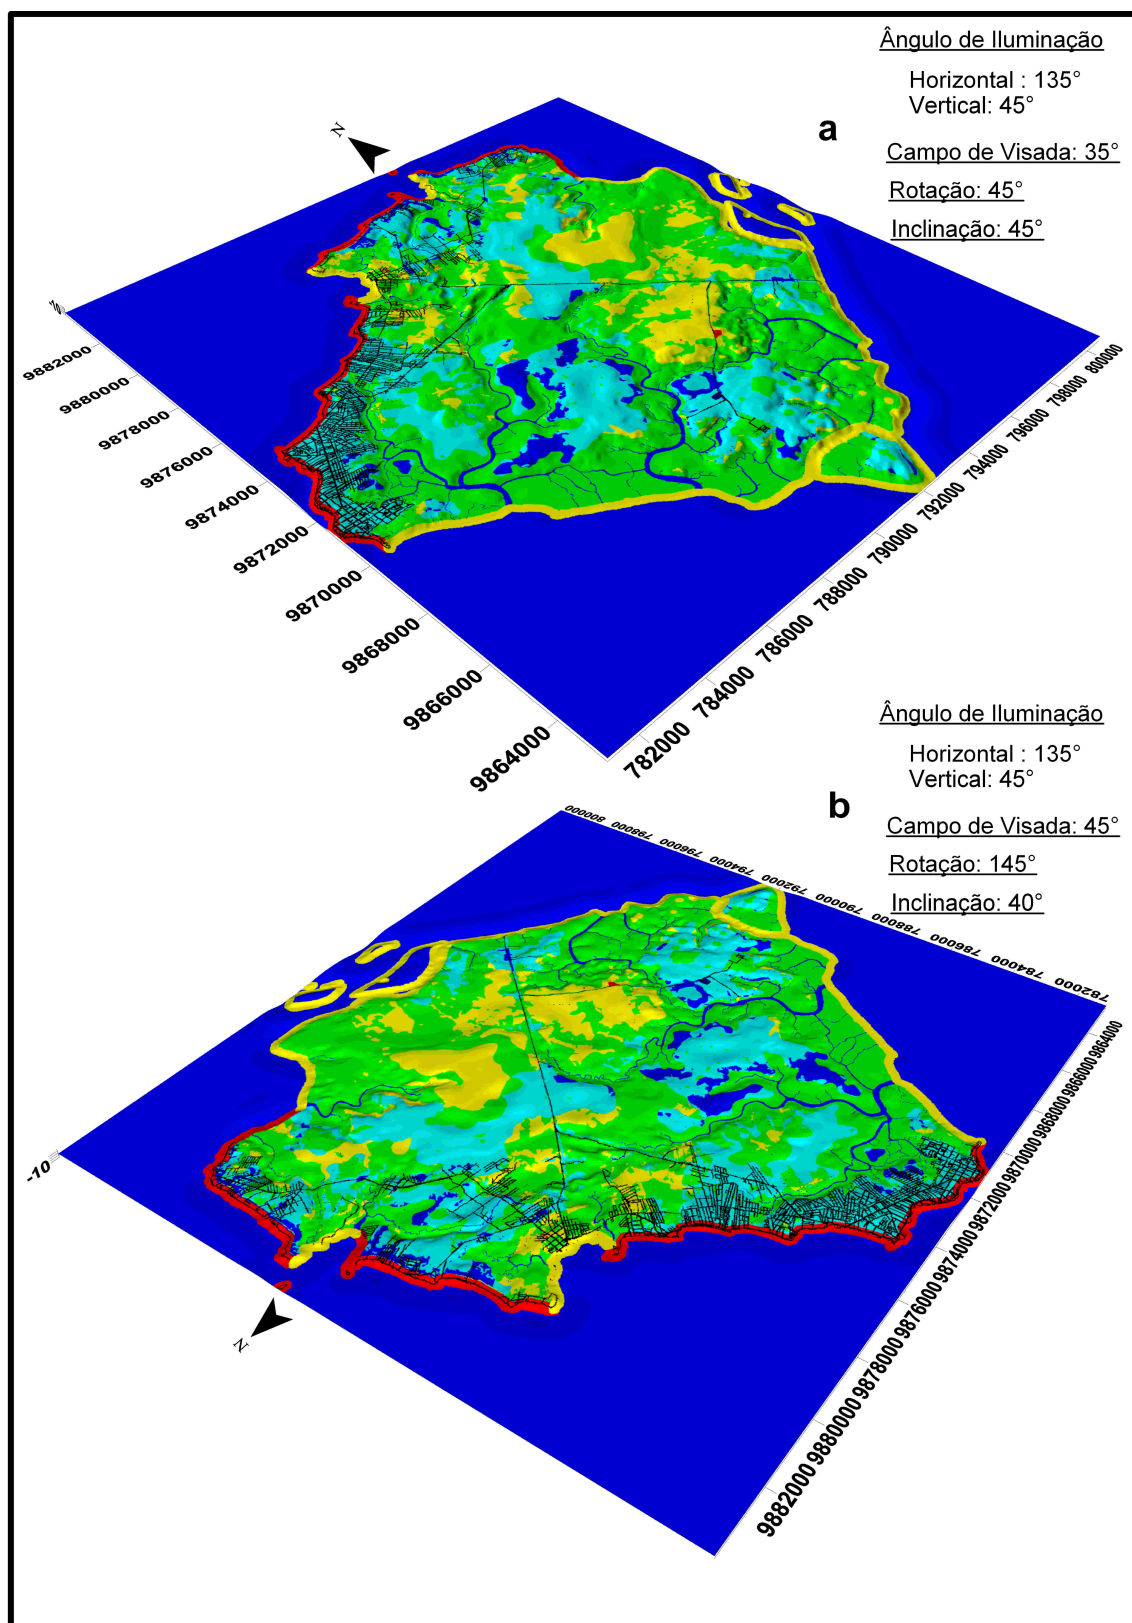 Ângulo de Iluminação
Horizontal : 135°
Vertical: 45°
a
Campo de Visada: 35°
Rotação: 45°
Inclinação: 45°
N
9882000
9880000
9878000
9876000
9874000
9872000
9870000
9868000
9866000
9864000
782000
784000
786000
788000
790000
792000
794000
796000
798000
800000
Ângulo de Iluminação
Horizontal : 135°
Vertical: 45°
b
Campo de Visada: 45°
Rotação: 145°
Inclinação: 40°
800000
798000
796000
794000
792000
790000
788000
786000
784000
782000
9864000
9866000
9868000
9870000
9872000
9874000
9876000
9878000
9880000
9882000
-10
N